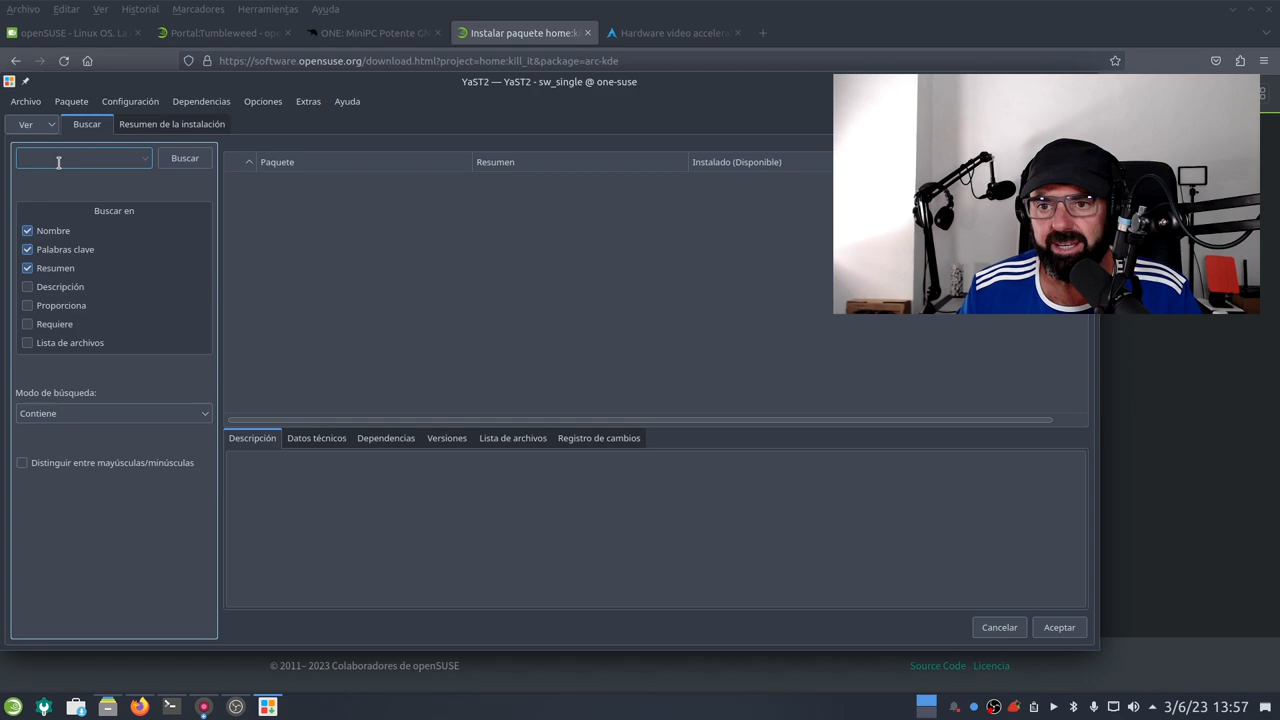 Archivo Editar Ver Historial Marcadores Herramientas Ayuda
openSUSE - Linux OS. La Portal:Tumbleweed - ope ONE: MiniPC Potente GN Instalar paquete home:ki Hardware video accelera
https://software.opensuse.org/download.html?project=home:kill_it&package=arc-kde
YaST2 — YaST2 - sw_single @ one-suse
Archivo Paquete Configuración Dependencias Opciones Extras Ayuda
Ver Buscar Resumen de la instalación
Buscar
Paquete Resumen Instalado (Disponible)
Buscar en
Nombre
Palabras clave
Resumen
Descripción
Proporciona
Requiere
Lista de archivos
Modo de búsqueda:
Contiene
Distinguir entre mayúsculas/minúsculas
Descripción Datos técnicos Dependencias Versiones Lista de archivos Registro de cambios
Cancelar Aceptar
© 2011– 2023 Colaboradores de openSUSE Source Code Licencia
3/6/23 13:57